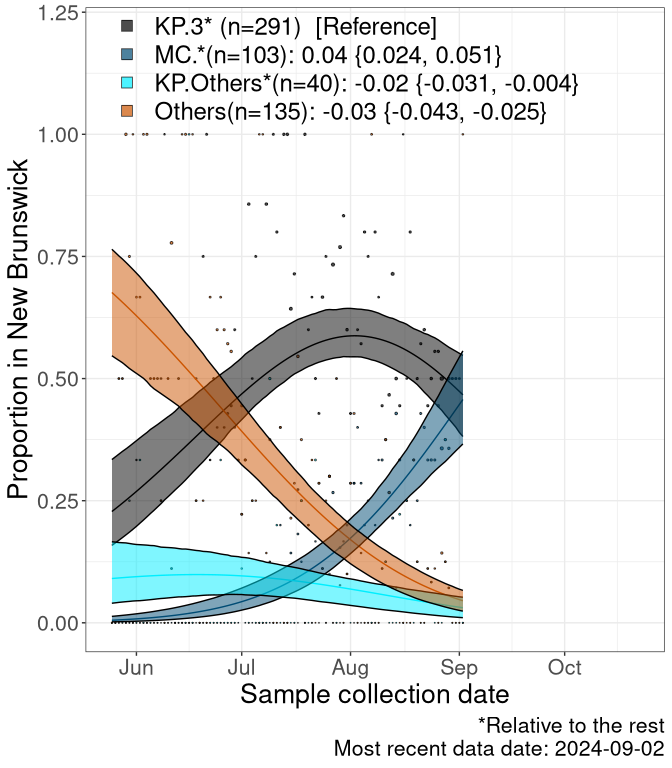 1.25
KP.3* (n=291)  [Reference]
MC.*(n=103): 0.04 {0.024, 0.051}
KP.Others*(n=40): -0.02 {-0.031, -0.004}
Others(n=135): -0.03 {-0.043, -0.025}
1.00
0.75
0.50
0.25
0.00
Proportion in New Brunswick
Jun Jul Aug Sep Oct
Sample collection date
*Relative to the rest
Most recent data date: 2024-09-02